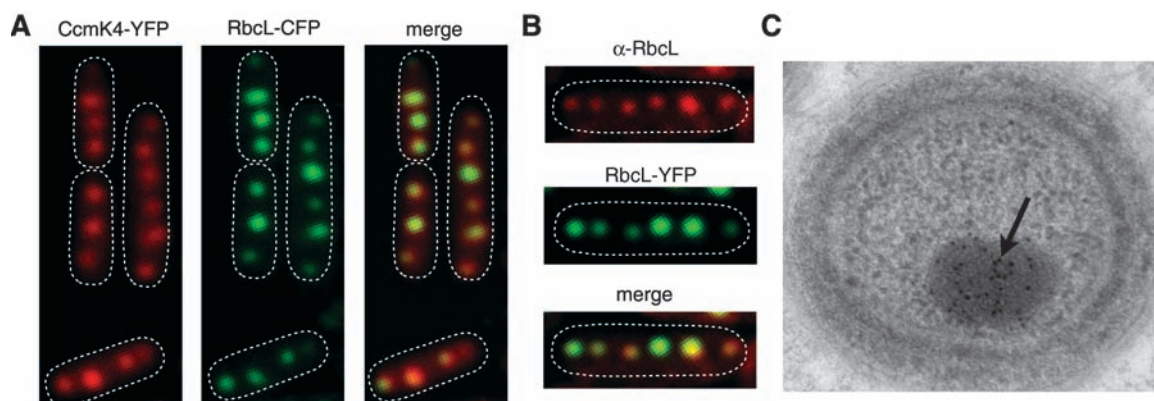 A
CcmK4-YFP
RbcL-CFP
merge
B
α-RbcL
RbcL-YFP
merge
C